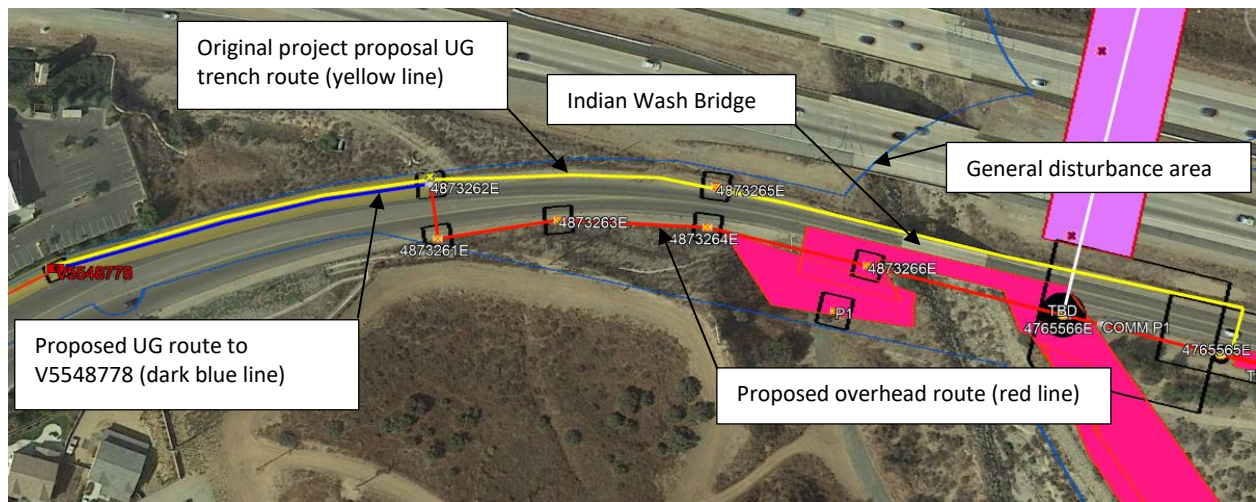 Original project proposal UG
trench route (yellow line)
Indian Wash Bridge
General disturbance area
4873262E
4873265E
4873263E
4873264E
4873261E
4873266E
V5548778
P1
TBD
4765566E
COMM P1
4765565E
T
Proposed UG route to
V5548778 (dark blue line)
Proposed overhead route (red line)